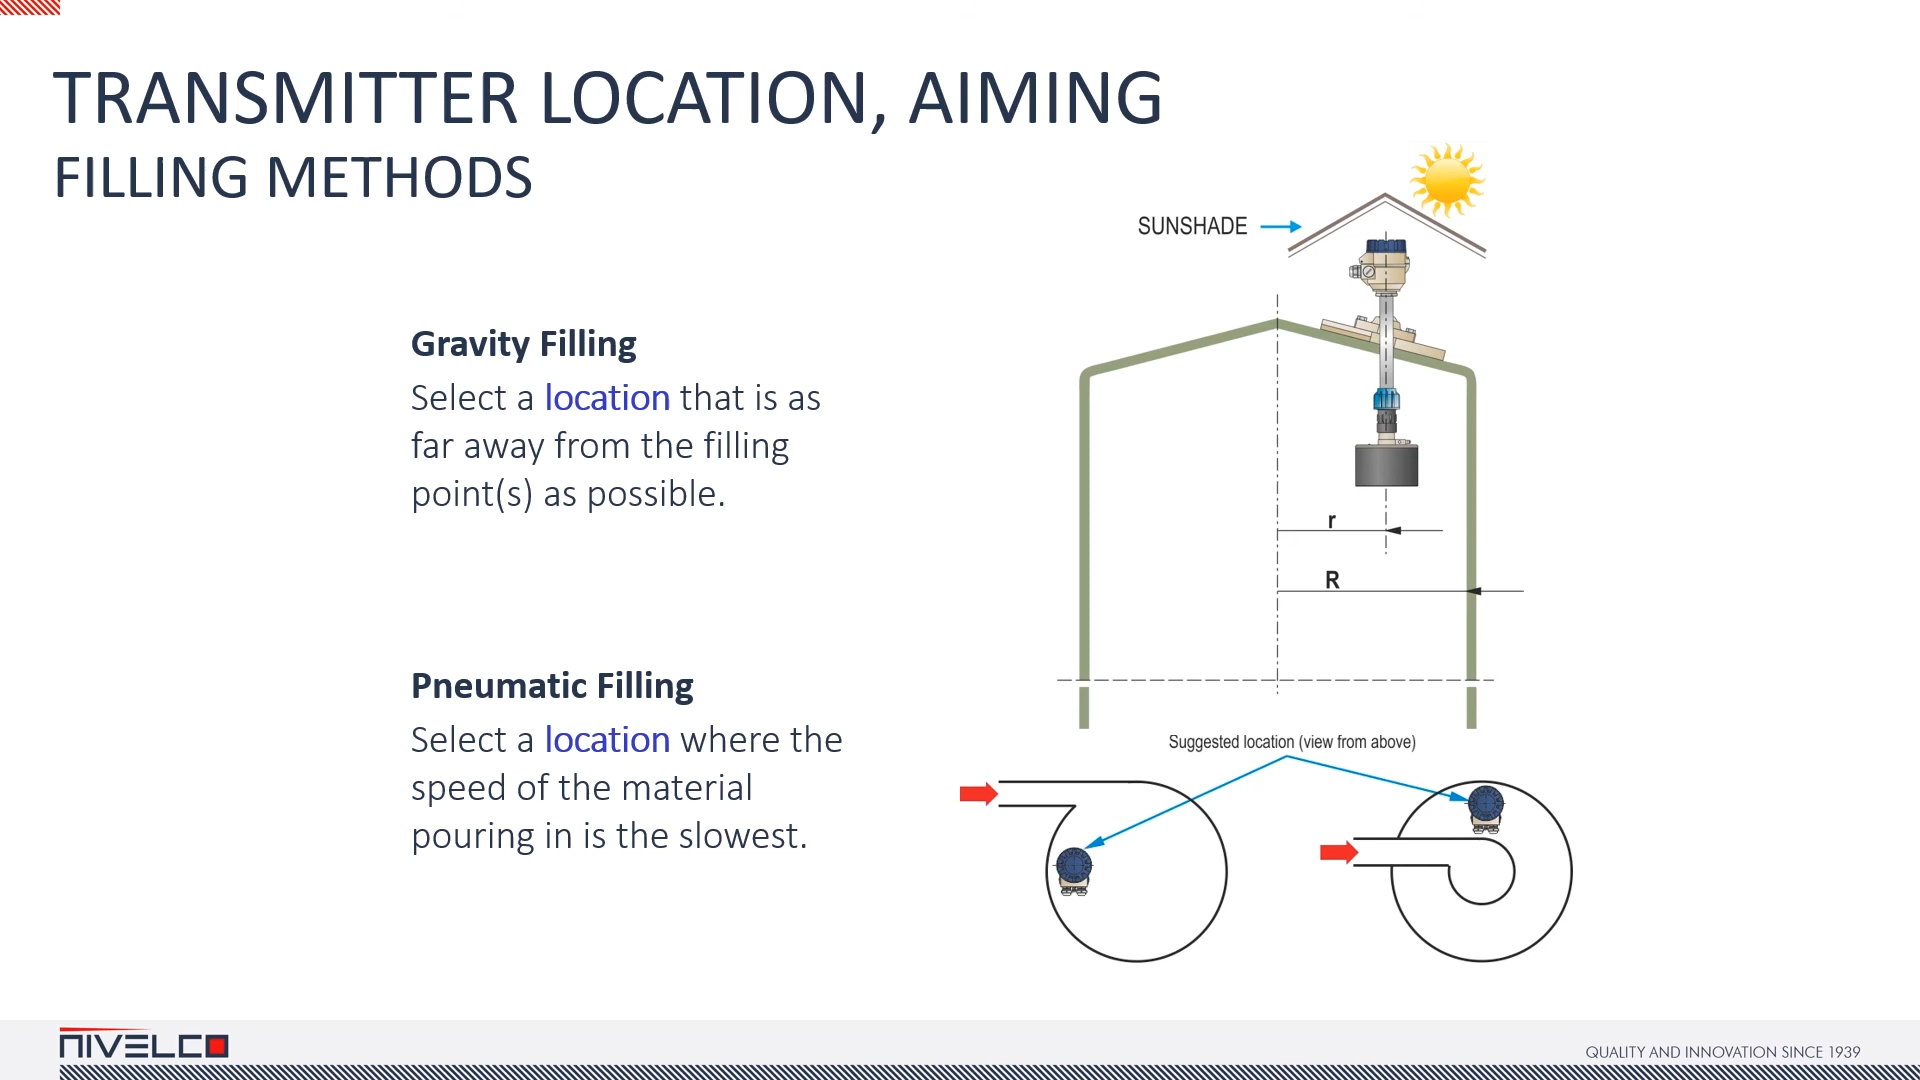 TRANSMITTER LOCATION, AIMING
FILLING METHODS
SUNSHADE
Gravity Filling
Select a location that is as
far away from the filling
point(s) as possible.
r
R
Pneumatic Filling
Select a location where the
speed of the material
pouring in is the slowest.
Suggested location (view from above)
NIVELCO
QUALITY AND INNOVATION SINCE 1939